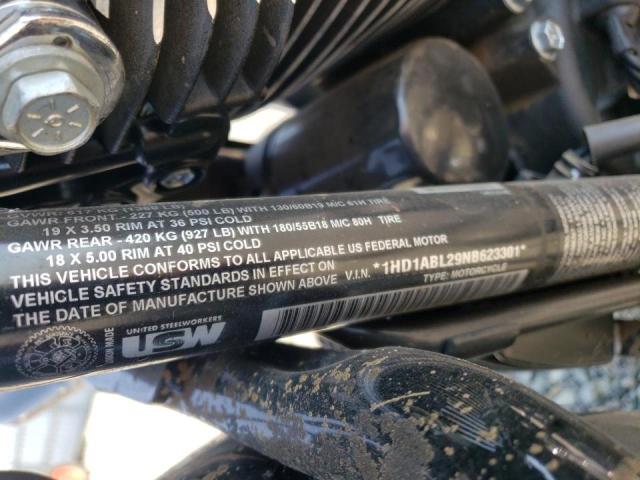 GAWR FRONT - 227 KG (500 LB) WITH 130/60B19 M/C 61H TIRE
19 X 3.50 RIM AT 36 PSI COLD
GAWR REAR - 420 KG (927 LB) WITH 180/55B18 M/C 80H TIRE
18 X 5.00 RIM AT 40 PSI COLD
THIS VEHICLE CONFORMS TO ALL APPLICABLE US FEDERAL MOTOR
VEHICLE SAFETY STANDARDS IN EFFECT ON
THE DATE OF MANUFACTURE SHOWN ABOVE V.I.N. *1HD1ABL29NB623301*
TYPE: MOTORCYCLE
UNION MADE
UNITED STEELWORKERS
USW